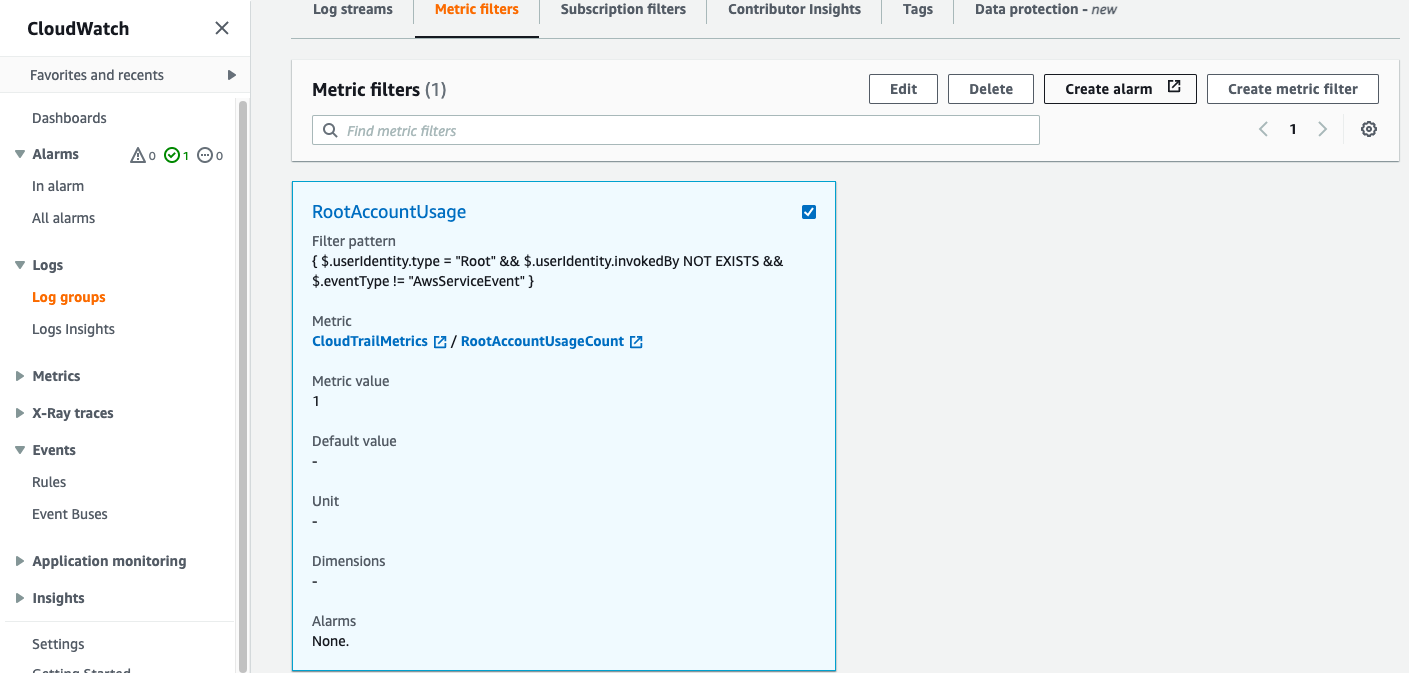 CloudWatch
Favorites and recents
Dashboards
Alarms 0 1 0
In alarm
All alarms
Logs
Log groups
Logs Insights
Metrics
X-Ray traces
Events
Rules
Event Buses
Application monitoring
Insights
Settings
Getting Started
Log streams Metric filters Subscription filters Contributor Insights Tags Data protection - new
Metric filters (1) Edit Delete Create alarm Create metric filter
Find metric filters 1
RootAccountUsage
Filter pattern
{ $.userIdentity.type = "Root" && $.userIdentity.invokedBy NOT EXISTS &&
$.eventType != "AwsServiceEvent" }
Metric
CloudTrailMetrics / RootAccountUsageCount
Metric value
1
Default value
-
Unit
-
Dimensions
-
Alarms
None.